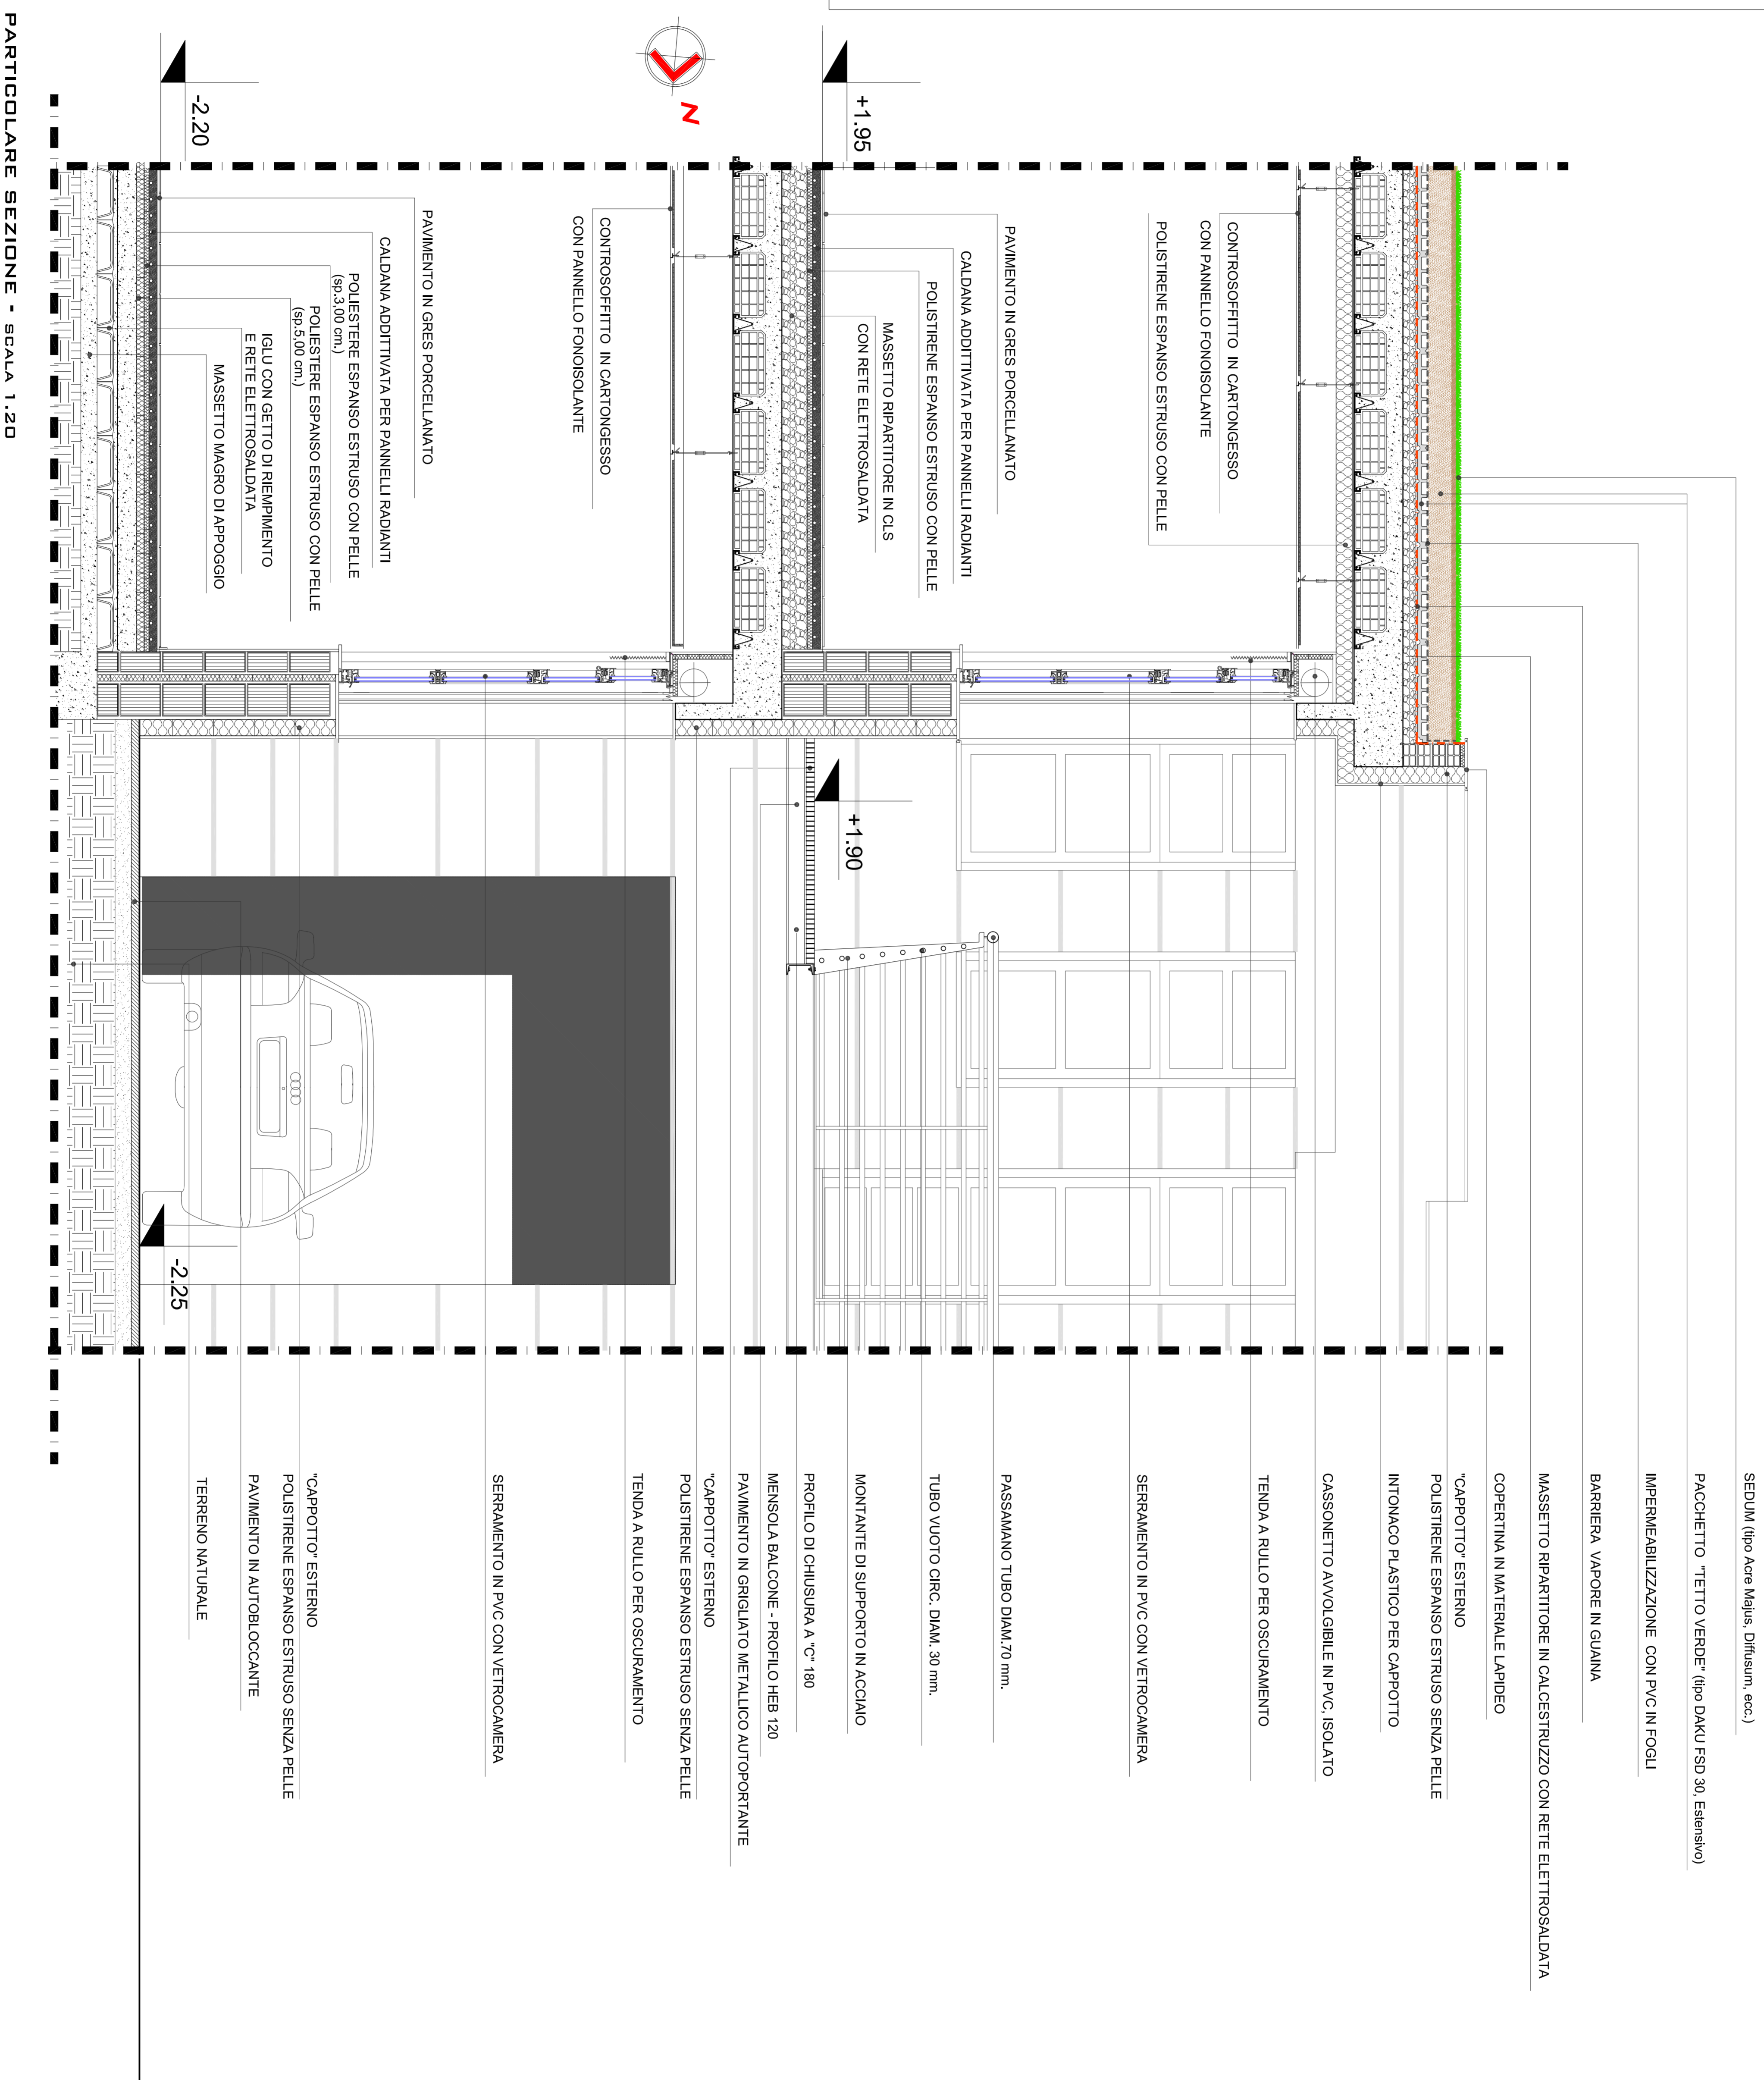 SEDUM (tipo Acre Majus, Diffusum, ecc.)
PACCHETTO "TETTO VERDE" (tipo DAKU FSD 30, Estensivo)
IMPERMEABILIZZAZIONE CON PVC IN FOGLI
BARRIERA VAPORE IN GUAINA
MASSETTO RIPARTITORE IN CALCESTRUZZO CON RETE ELETTROSALDATA
COPERTINA IN MATERIALE LAPIDEO
"CAPPOTTO" ESTERNO
POLISTIRENE ESPANSO ESTRUSO SENZA PELLE
INTONACO PLASTICO PER CAPPOTTO
CASSONETTO AVVOLGIBILE IN PVC, ISOLATO
TENDA A RULLO PER OSCURAMENTO
SERRAMENTO IN PVC CON VETROCAMERA
PASSAMANO TUBO DIAM.70 mm.
TUBO VUOTO CIRC. DIAM. 30 mm.
MONTANTE DI SUPPORTO IN ACCIAIO
PROFILO DI CHIUSURA A "C" 180
MENSOLA BALCONE - PROFILO HEB 120
PAVIMENTO IN GRIGLIATO METALLICO AUTOPORTANTE
"CAPPOTTO" ESTERNO
POLISTIRENE ESPANSO ESTRUSO SENZA PELLE
TENDA A RULLO PER OSCURAMENTO
SERRAMENTO IN PVC CON VETROCAMERA
"CAPPOTTO" ESTERNO
POLISTIRENE ESPANSO ESTRUSO SENZA PELLE
PAVIMENTO IN AUTOBLOCCANTE
TERRENO NATURALE
CONTROSOFFITTO IN CARTONGESSO
CON PANNELLO FONOISOLANTE
POLISTIRENE ESPANSO ESTRUSO CON PELLE
PAVIMENTO IN GRES PORCELLANATO
CALDANA ADDITTIVATA PER PANNELLI RADIANTI
POLISTIRENE ESPANSO ESTRUSO CON PELLE
MASSETTO RIPARTITORE IN CLS
CON RETE ELETTROSALDATA
+1.95
+1.90
N
CONTROSOFFITTO IN CARTONGESSO
CON PANNELLO FONOISOLANTE
PAVIMENTO IN GRES PORCELLANATO
CALDANA ADDITTIVATA PER PANNELLI RADIANTI
POLIESTERE ESPANSO ESTRUSO CON PELLE
(sp.3,00 cm.)
POLIESTERE ESPANSO ESTRUSO CON PELLE
(sp.5,00 cm.)
IGLU CON GETTO DI RIEMPIMENTO
E RETE ELETTROSALDATA
MASSETTO MAGRO DI APPOGGIO
-2.20
-2.25
PARTICOLARE SEZIONE - SCALA 1.20